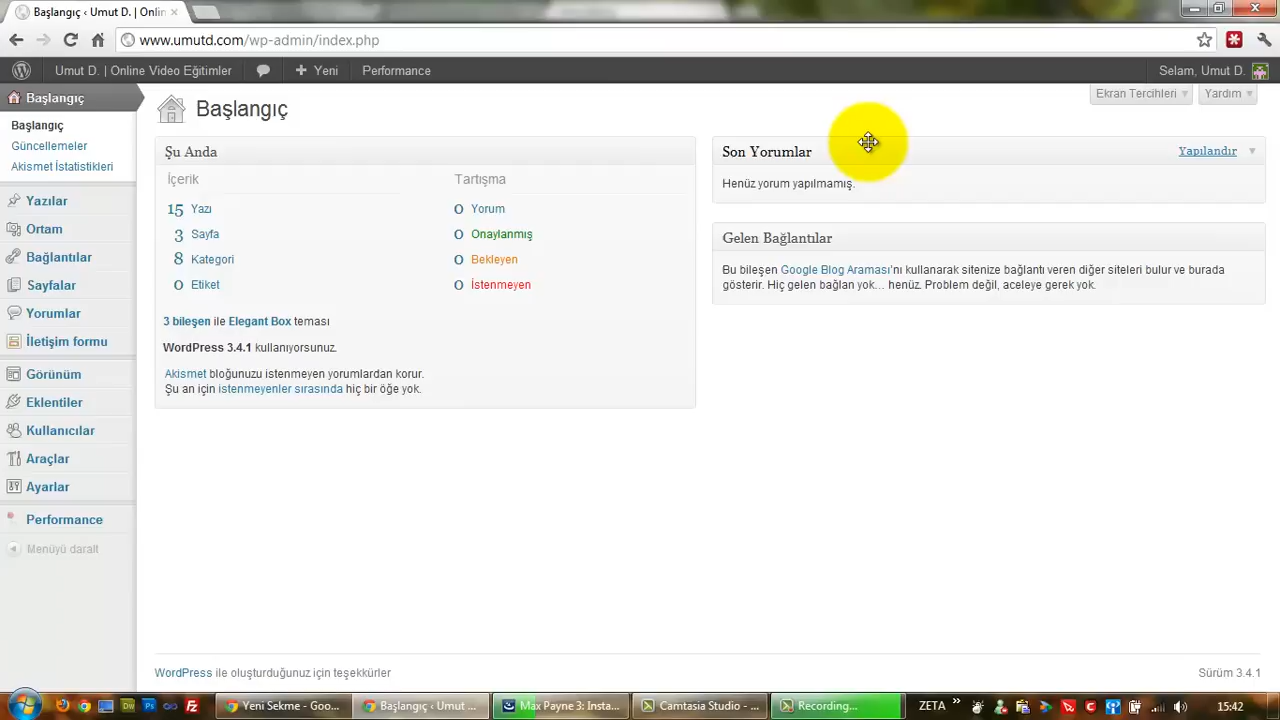 Başlangıç ‹ Umut D. | Onlin
www.umutd.com/wp-admin/index.php
Umut D. | Online Video Eğitimler
Yeni
Performance
Selam, Umut D.
Başlangıç
Başlangıç
Güncellemeler
Akismet İstatistikleri
Yazılar
Ortam
Bağlantılar
Sayfalar
Yorumlar
İletişim formu
Görünüm
Eklentiler
Kullanıcılar
Araçlar
Ayarlar
Performance
Menüyü daralt
Başlangıç
Ekran Tercihleri
Yardım
Şu Anda
İçerik
Tartışma
15 Yazı
0 Yorum
3 Sayfa
0 Onaylanmış
8 Kategori
0 Bekleyen
0 Etiket
0 İstenmeyen
3 bileşen ile Elegant Box teması
WordPress 3.4.1 kullanıyorsunuz.
Akismet bloğunuzu istenmeyen yorumlardan korur.
Şu an için istenmeyenler sırasında hiç bir öğe yok.
Son Yorumlar
Yapılandır
Henüz yorum yapılmamış.
Gelen Bağlantılar
Bu bileşen Google Blog Araması'nı kullanarak sitenize bağlantı veren diğer siteleri bulur ve burada
gösterir. Hiç gelen bağlan yok… henüz. Problem değil, aceleye gerek yok.
WordPress ile oluşturduğunuz için teşekkürler
Sürüm 3.4.1
Yeni Sekme - Goo...
Başlangıç ‹ Umut ...
Max Payne 3: Insta...
Camtasia Studio - ...
Recording...
ZETA
15:42